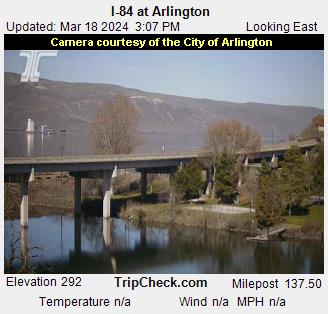 I-84 at Arlington
Updated: Mar 18 2024 3:07 PM Looking East
Camera courtesy of the City of Arlington
Elevation 292 TripCheck.com Milepost 137.50
Temperature n/a Wind n/a MPH n/a